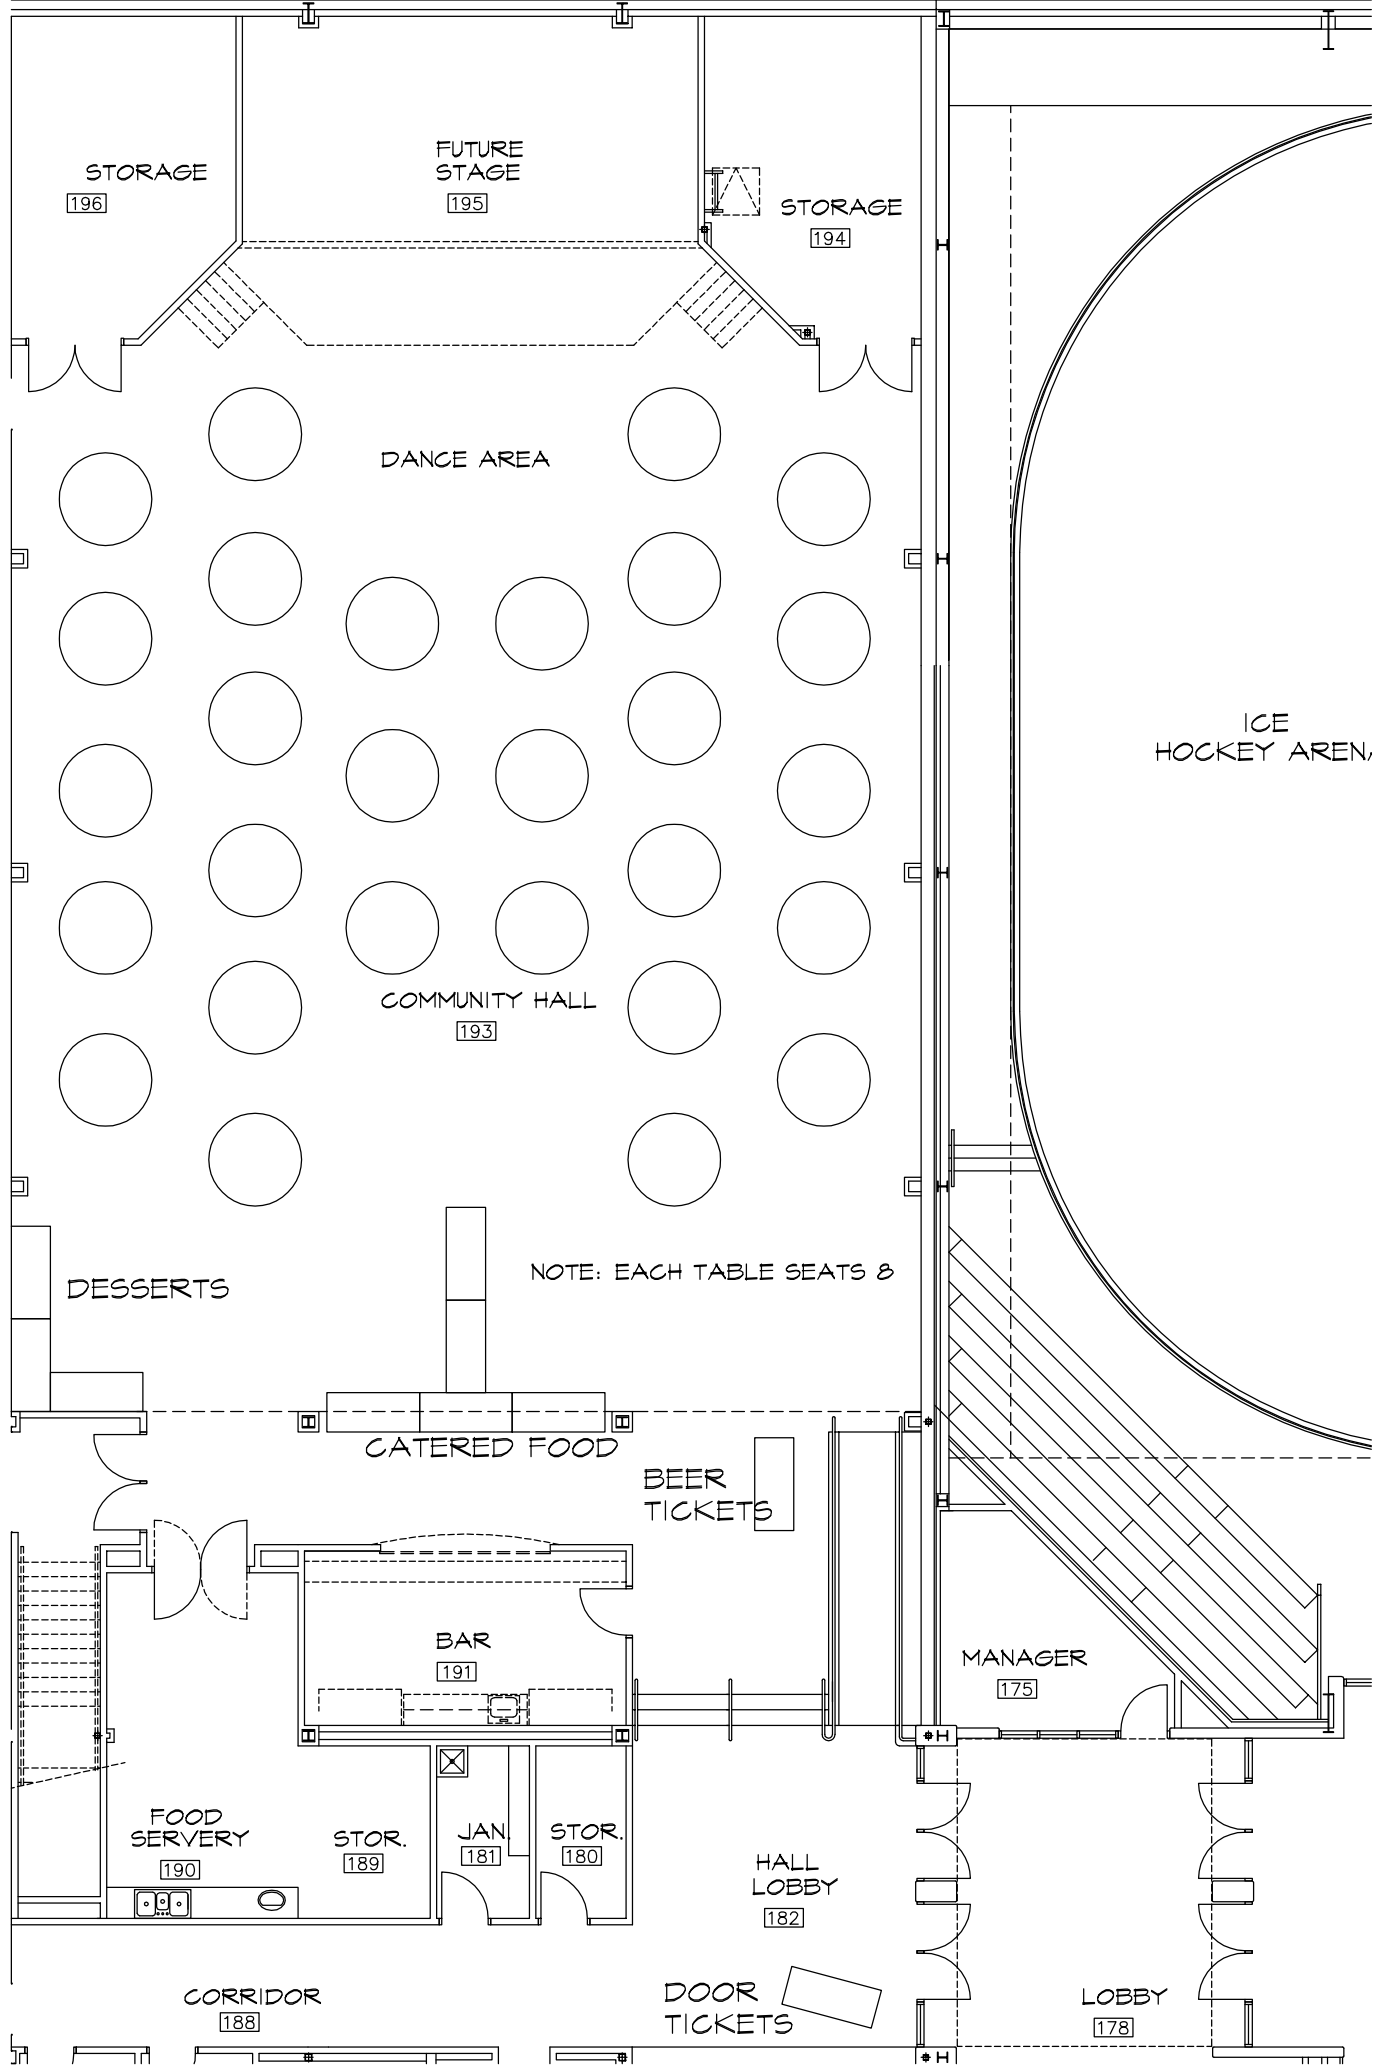 FUTURE
STAGE
195
STORAGE
196
STORAGE
194
DANCE AREA
ICE
HOCKEY AREN
COMMUNITY HALL
193
NOTE: EACH TABLE SEATS 8
DESSERTS
CATERED FOOD
BEER
TICKETS
BAR
191
MANAGER
175
FOOD
SERVERY
190
STOR.
189
JAN.
181
STOR.
180
HALL
LOBBY
182
CORRIDOR
188
DOOR
TICKETS
LOBBY
178